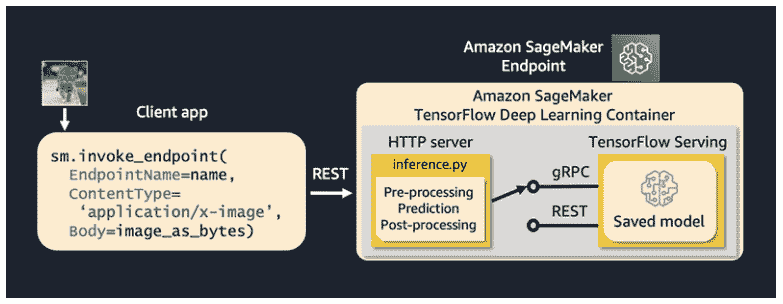 Amazon SageMaker
Endpoint
Client app
sm.invoke_endpoint(
EndpointName=name,
ContentType=
‘application/x-image’,
Body=image_as_bytes)
REST
Amazon SageMaker
TensorFlow Deep Learning Container
HTTP server
inference.py
Pre-processing
Prediction
Post-processing
gRPC
REST
TensorFlow Serving
Saved model